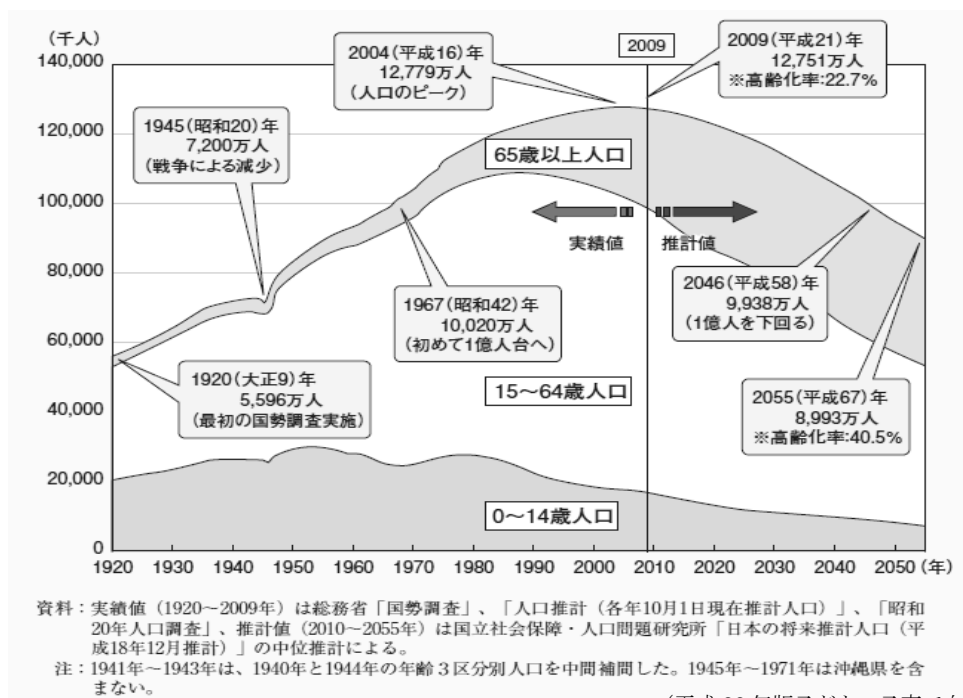 (千人)
140,000
120,000
100,000
80,000
60,000
40,000
20,000
0
2004(平成16)年
12,779万人
(人口のピーク)
2009
2009(平成21)年
12,751万人
※高齢化率:22.7%
1945(昭和20)年
7,200万人
(戦争による減少)
65歳以上人口
実績値
推計値
1967(昭和42)年
10,020万人
(初めて1億人台へ)
2046(平成58)年
9,938万人
(1億人を下回る)
1920(大正9)年
5,596万人
(最初の国勢調査実施)
15〜64歳人口
2055(平成67)年
8,993万人
※高齢化率:40.5%
0〜14歳人口
1920 1930 1940 1950 1960 1970 1980 1990 2000 2010 2020 2030 2040 2050 (年)
資料:実績値(1920〜2009年)は総務省「国勢調査」、「人口推計(各年10月1日現在推計人口)」、「昭和
20年人口調査」、推計値(2010〜2055年)は国立社会保障・人口問題研究所「日本の将来推計人口(平
成18年12月推計)」の中位推計による。
注:1941年〜1943年は、1940年と1944年の年齢3区分別人口を中間補間した。1945年〜1971年は沖縄県を含
まない。